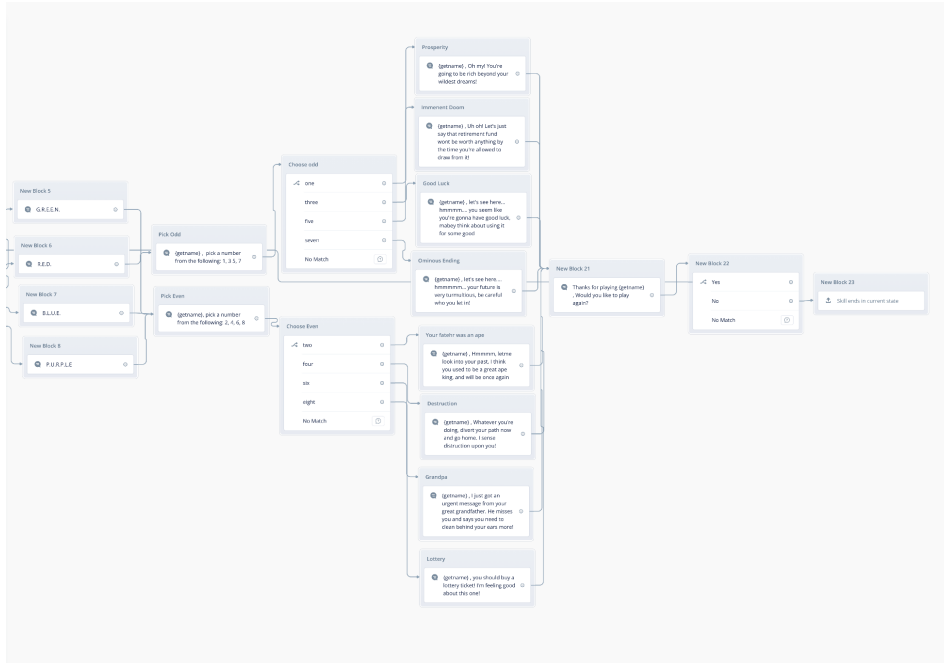 New Block 5
G.R.E.E.N.
New Block 6
R.E.D.
New Block 7
B.L.U.E.
New Block 8
P.U.R.P.L.E
Pick Odd
{getname} , pick a number
from the following: 1, 3 5, 7
Pick Even
{getname}, pick a number
from the following: 2, 4, 6, 8
Choose odd
one
three
five
seven
No Match
Choose Even
two
four
six
eight
No Match
Prosperity
{getname} , Oh my! You're
going to be rich beyond your
wildest dreams!
Immenent Doom
{getname} , Uh oh! Let's just
say that retirement fund
wont be worth anything by
the time you're allowed to
draw from it!
Good Luck
{getname} , let's see here...
hmmmm... you seem like
you're gonna have good luck,
mabey think about using it
for some good
Ominous Ending
{getname} , let's see here...
hmmmmm... your future is
very turmultious, be careful
who you let in!
Your fatehr was an ape
{getname} , Hmmmm, letme
look into your past, I think
you used to be a great ape
king, and will be once again
Destruction
{getname} , Whatever you're
doing, divert your path now
and go home. I sense
distruction upon you!
Grandpa
{getname} , I just got an
urgent message from your
great grandfather. He misses
you and says you need to
clean behind your ears more!
Lottery
{getname} , you should buy a
lottery ticket! I'm feeling good
about this one!
New Block 21
Thanks for playing {getname}
, Would you like to play
again?
New Block 22
Yes
No
No Match
New Block 23
Skill ends in current state